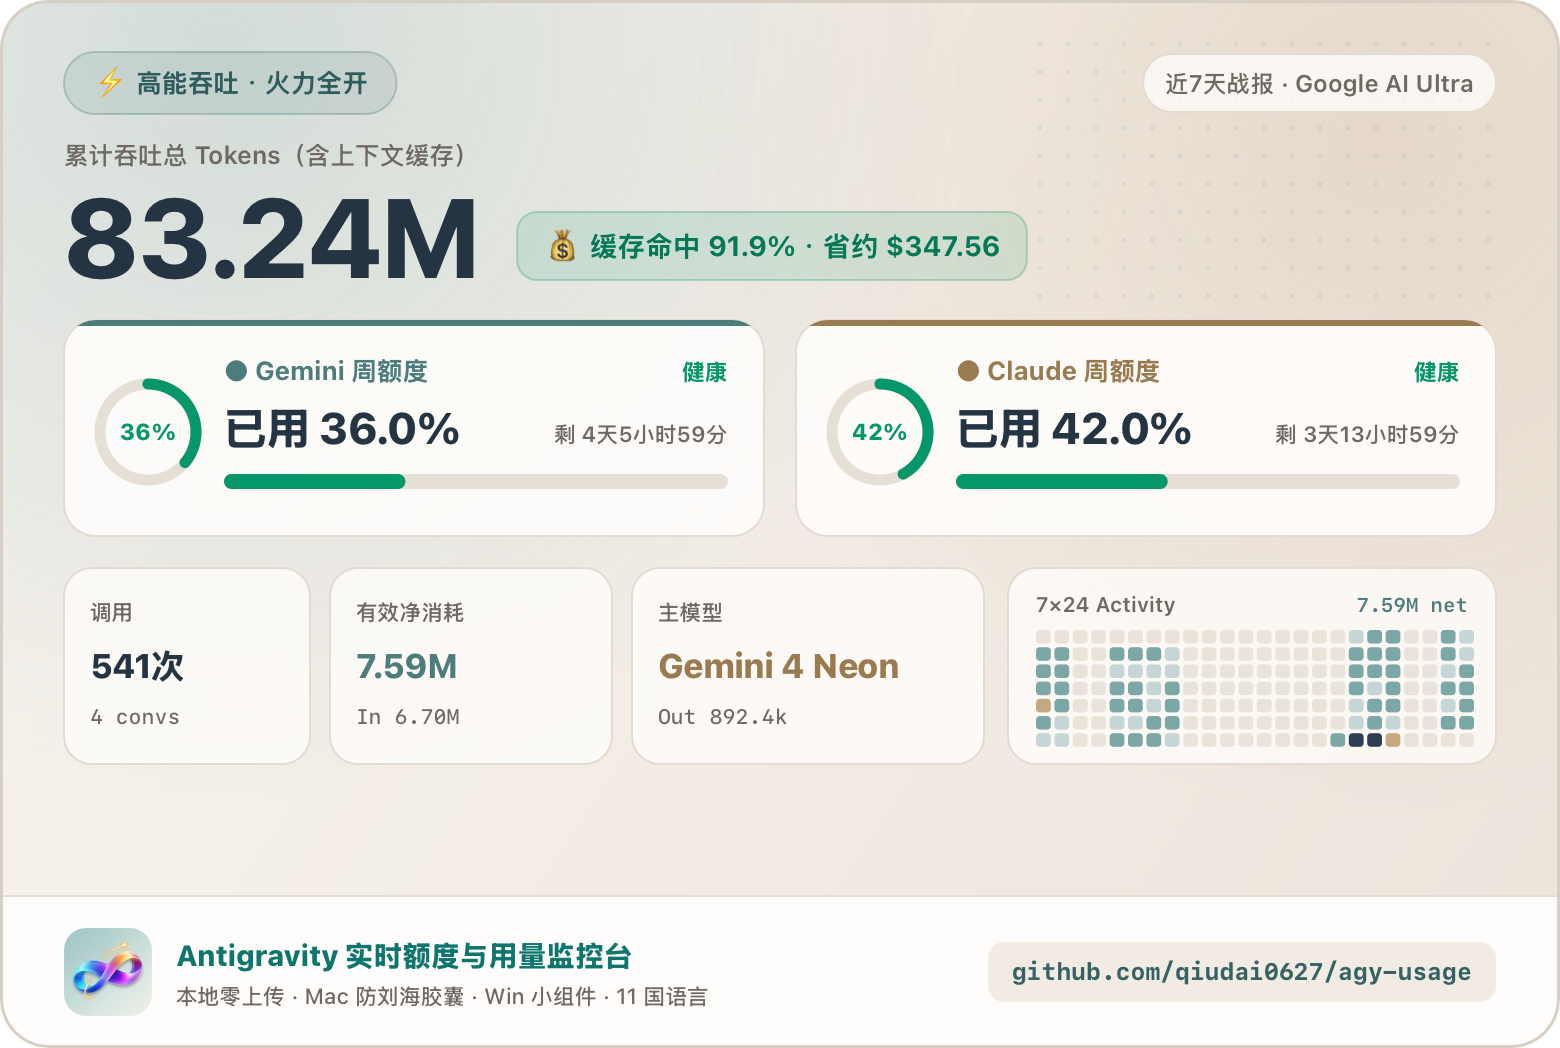 ⚡ 高能吞吐 · 火力全开
近7天战报 · Google AI Ultra
累计吞吐总 Tokens（含上下文缓存）
83.24M
💰 缓存命中 91.9% · 省约 $347.56
36%
Gemini 周额度
健康
已用 36.0%
剩 4天5小时59分
42%
Claude 周额度
健康
已用 42.0%
剩 3天13小时59分
调用
541次
4 convs
有效净消耗
7.59M
In 6.70M
主模型
Gemini 4 Neon
Out 892.4k
7×24 Activity
7.59M net
Antigravity 实时额度与用量监控台
本地零上传 · Mac 防刘海胶囊 · Win 小组件 · 11 国语言
github.com/qiudai0627/agy-usage